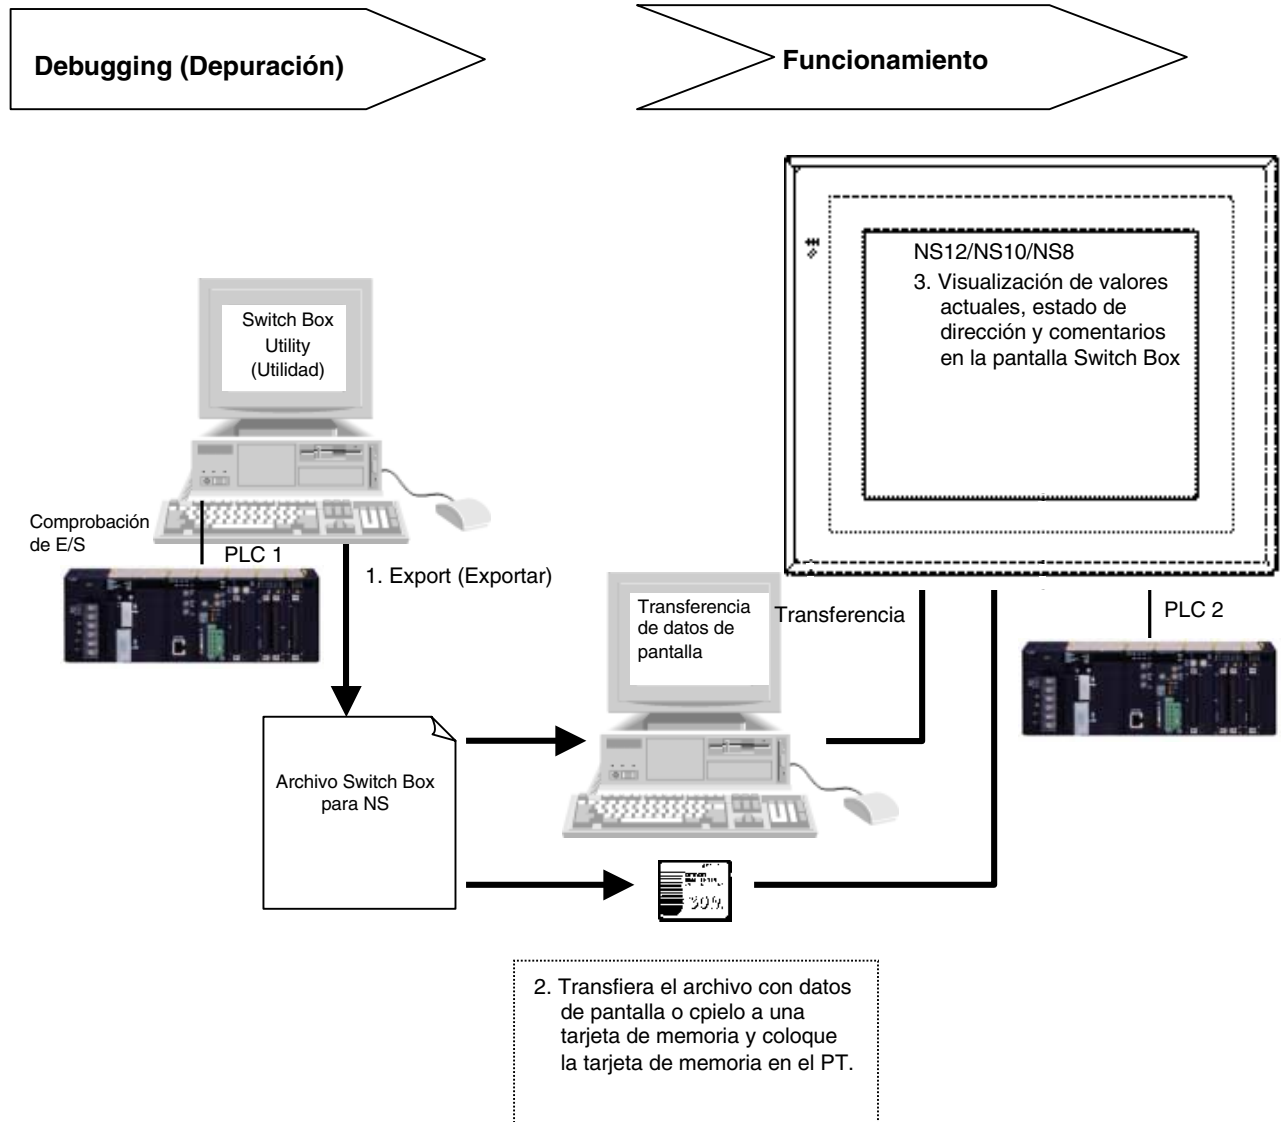 Debugging (Depuración)
Funcionamiento
NS12/NS10/NS8
3. Visualización de valores
actuales, estado de
dirección y comentarios
en la pantalla Switch Box
Switch Box
Utility
(Utilidad)
Comprobación
de E/S
PLC 1
1. Export (Exportar)
Transferencia
de datos de
pantalla
Transferencia
PLC 2
Archivo Switch Box
para NS
2. Transfiera el archivo con datos
de pantalla o cpielo a una
tarjeta de memoria y coloque
la tarjeta de memoria en el PT.